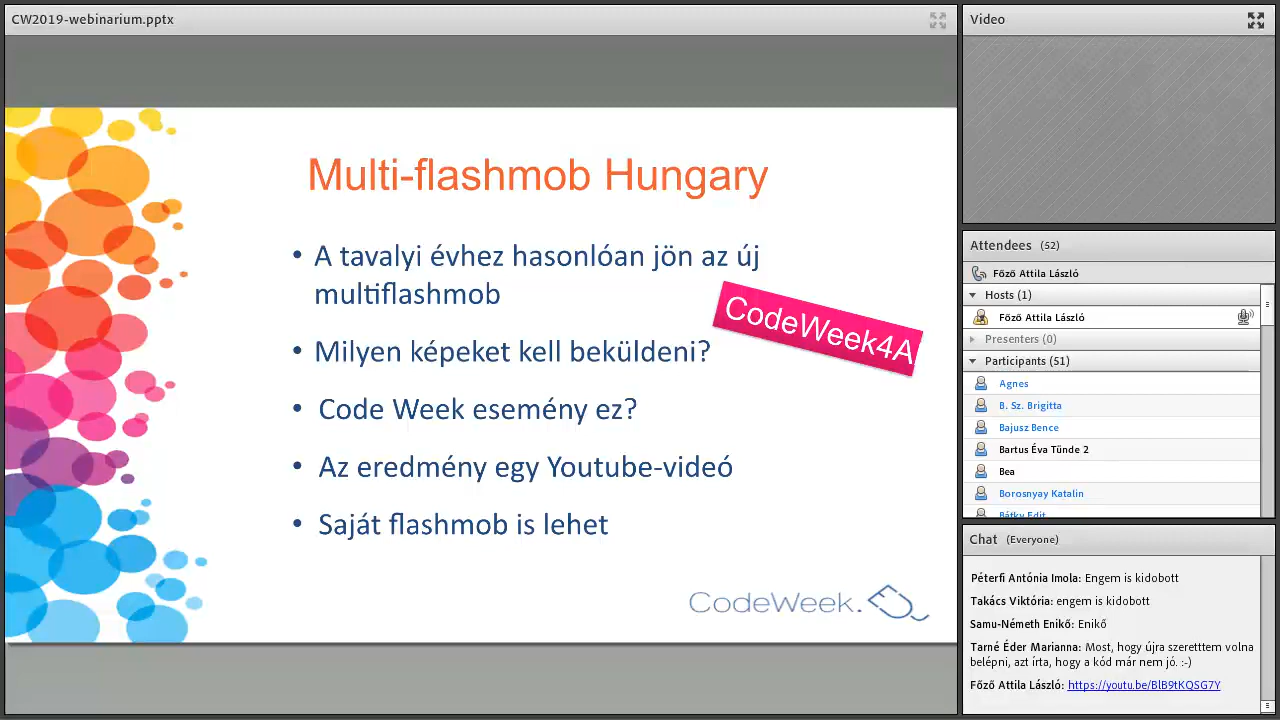 CW2019-webinarium.pptx
Multi-flashmob Hungary
• A tavalyi évhez hasonlóan jön az új
multiflashmob
• Milyen képeket kell beküldeni?
• Code Week esemény ez?
• Az eredmény egy Youtube-videó
• Saját flashmob is lehet
CodeWeek4A
CodeWeek.
Video
Attendees (52)
Főző Attila László
Hosts (1)
Főző Attila László
Presenters (0)
Participants (51)
Agnes
B. Sz. Brigitta
Bajusz Bence
Bartus Éva Tünde 2
Bea
Borosnyay Katalin
Bátky Edit
Chat (Everyone)
Péterfi Antónia Imola: Engem is kidobott
Takács Viktória: engem is kidobott
Samu-Németh Enikő: Enikő
Tarné Éder Marianna: Most, hogy újra szeretttem volna
belépni, azt írta, hogy a kód már nem jó. :-)
Főző Attila László: https://youtu.be/BlB9tKQSG7Y